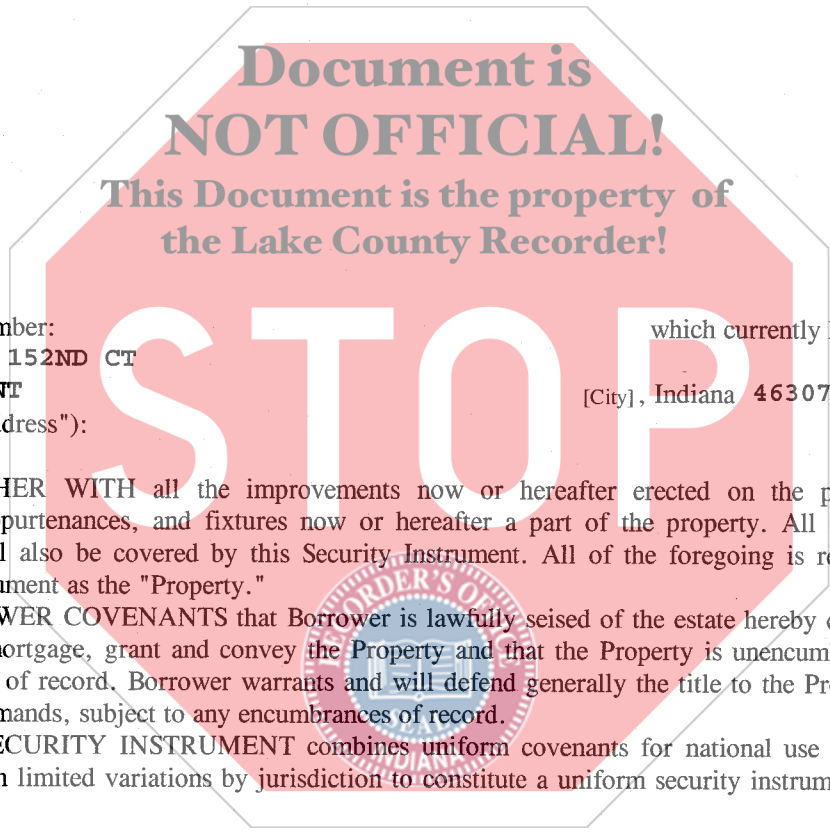 Document is
NOT OFFICIAL!
This Document is the property of
the Lake County Recorder!
STOP
mber:
which currently
152ND CT
NT
[City], Indiana 46307
dress"):
HER WITH all the improvements now or hereafter erected on the p
purtenances, and fixtures now or hereafter a part of the property. All
l also be covered by this Security Instrument. All of the foregoing is re
ument as the "Property."
WER COVENANTS that Borrower is lawfully seised of the estate hereby
ortgage, grant and convey the Property and that the Property is unencum
of record. Borrower warrants and will defend generally the title to the Pr
mands, subject to any encumbrances of record.
ECURITY INSTRUMENT combines uniform covenants for national use
limited variations by jurisdiction to constitute a uniform security instrum
RECORDER'S OFFICE
SEAL
INDIANA